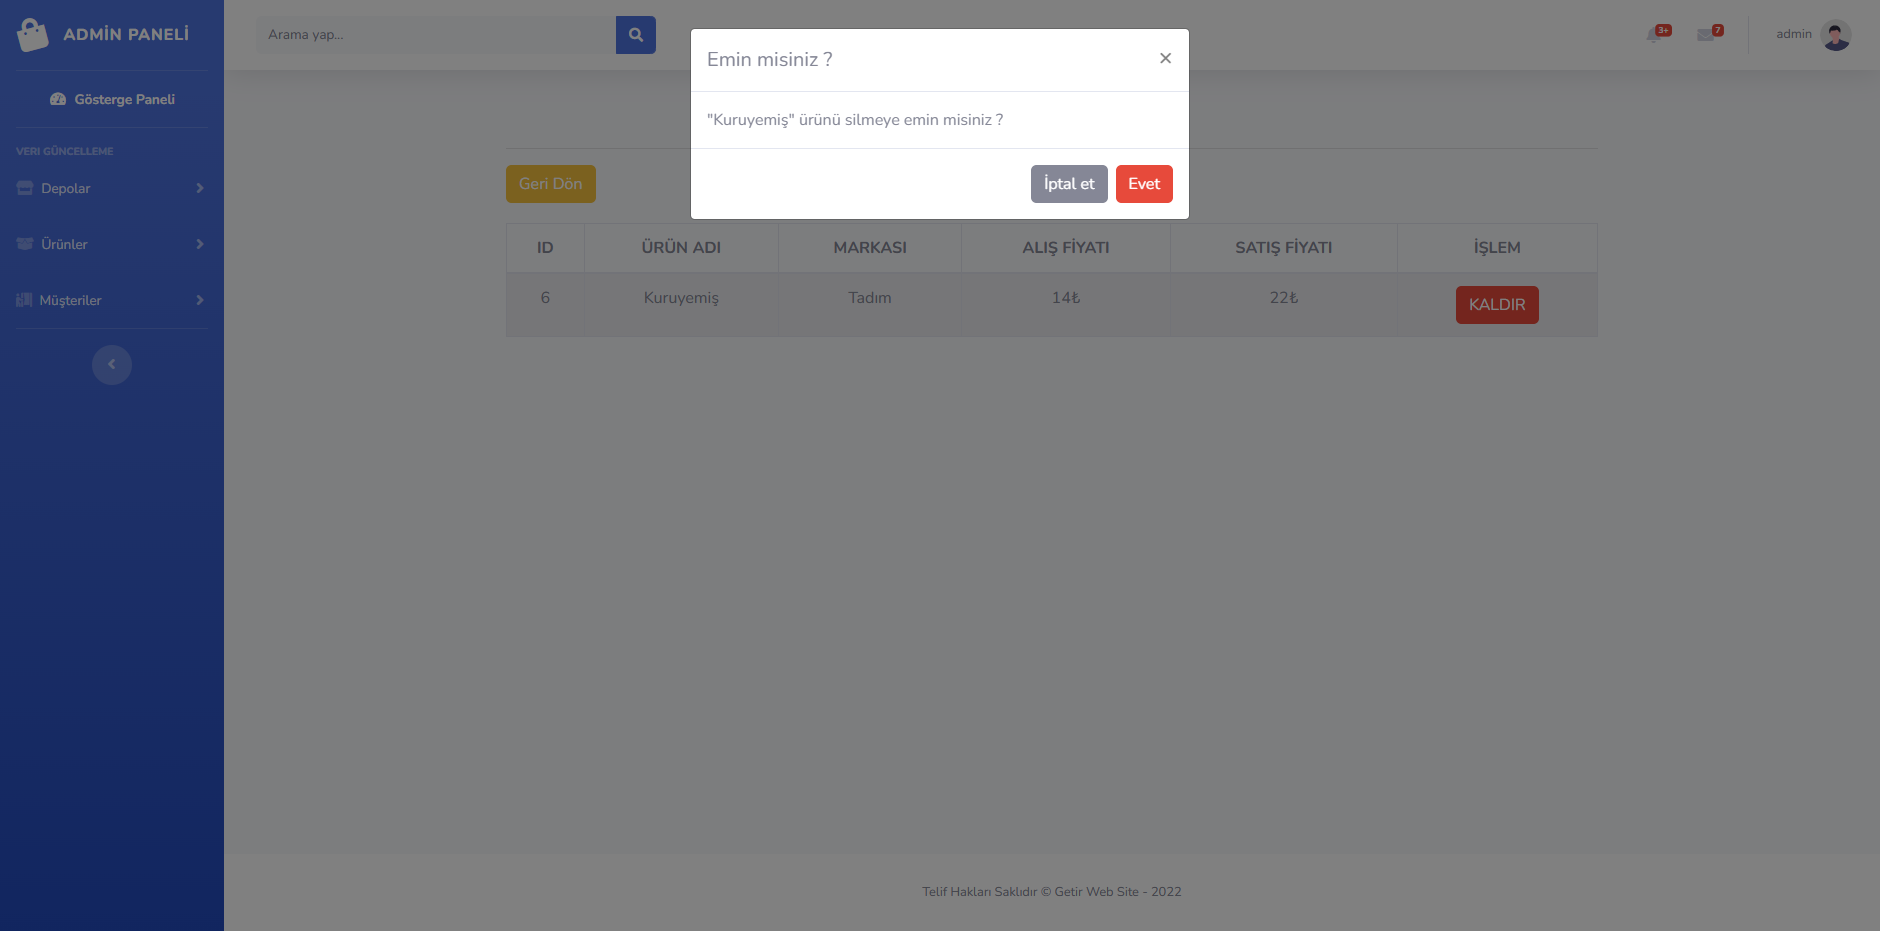 ADMİN PANELİ
Arama yap...
3+
7
admin
Gösterge Paneli
VERI GÜNCELLEME
Depolar
Ürünler
Müşteriler
Emin misiniz ?
×
"Kuruyemiş" ürünü silmeye emin misiniz ?
İptal et
Evet
Geri Dön
ID ÜRÜN ADI MARKASI ALIŞ FİYATI SATIŞ FİYATI İŞLEM
6 Kuruyemiş Tadım 14₺ 22₺ KALDIR
Telif Hakları Saklıdır © Getir Web Site - 2022